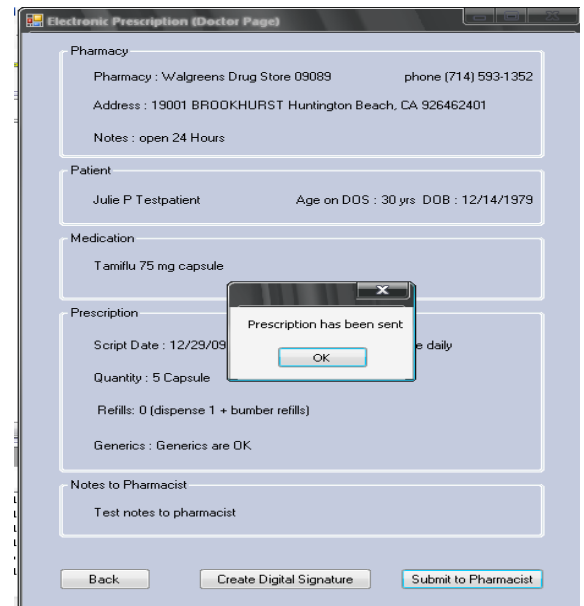 Electronic Prescription (Doctor Page)
Pharmacy
Pharmacy : Walgreens Drug Store 09089 phone (714) 593-1352
Address : 19001 BROOKHURST Huntington Beach, CA 926462401
Notes : open 24 Hours
Patient
Julie P Testpatient Age on DOS : 30 yrs DOB : 12/14/1979
Medication
Tamiflu 75 mg capsule
Prescription
Prescription has been sent
Script Date : 12/29/09 daily
OK
Quantity : 5 Capsule
Refills: 0 (dispense 1 + bumber refills)
Generics : Generics are OK
Notes to Pharmacist
Test notes to pharmacist
Back Create Digital Signature Submit to Pharmacist